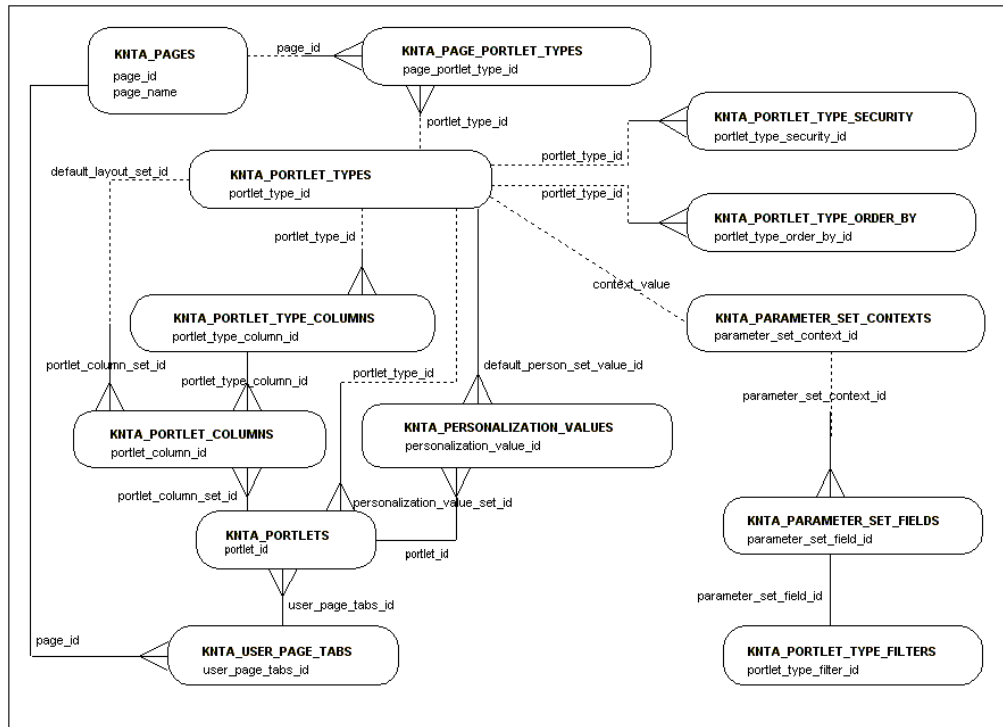 KNTA_PAGES
page_id
page_name
page_id
KNTA_PAGE_PORTLET_TYPES
page_portlet_type_id
portlet_type_id
KNTA_PORTLET_TYPE_SECURITY
portlet_type_security_id
portlet_type_id
default_layout_set_id
KNTA_PORTLET_TYPES
portlet_type_id
portlet_type_id
KNTA_PORTLET_TYPE_ORDER_BY
portlet_type_order_by_id
portlet_type_id
context_value
KNTA_PORTLET_TYPE_COLUMNS
portlet_type_column_id
KNTA_PARAMETER_SET_CONTEXTS
parameter_set_context_id
portlet_column_set_id
portlet_type_column_id
portlet_type_id
default_person_set_value_id
parameter_set_context_id
KNTA_PORTLET_COLUMNS
portlet_column_id
KNTA_PERSONALIZATION_VALUES
personalization_value_id
portlet_column_set_id
personalization_value_set_id
KNTA_PORTLETS
portlet_id
portlet_id
KNTA_PARAMETER_SET_FIELDS
parameter_set_field_id
user_page_tabs_id
parameter_set_field_id
page_id
KNTA_USER_PAGE_TABS
user_page_tabs_id
KNTA_PORTLET_TYPE_FILTERS
portlet_type_filter_id